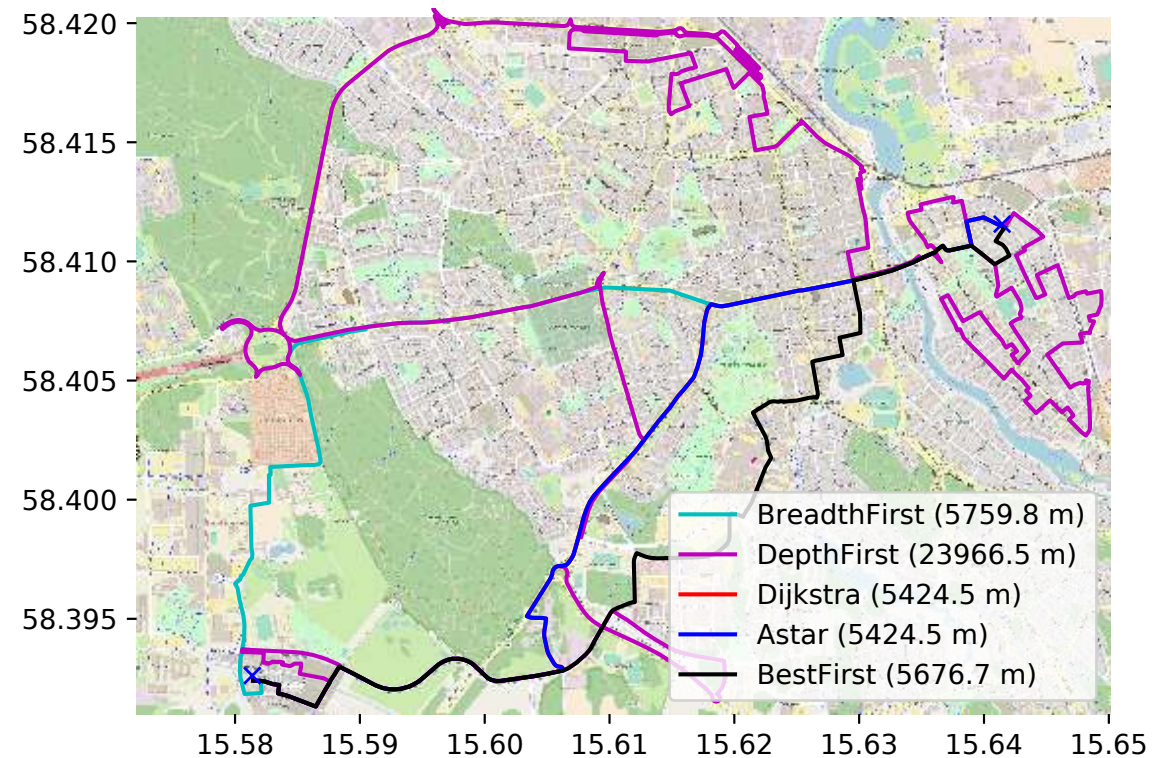 58.420
58.415
58.410
58.405
58.400
58.395
BreadthFirst (5759.8 m)
DepthFirst (23966.5 m)
Dijkstra (5424.5 m)
Astar (5424.5 m)
BestFirst (5676.7 m)
15.58 15.59 15.60 15.61 15.62 15.63 15.64 15.65